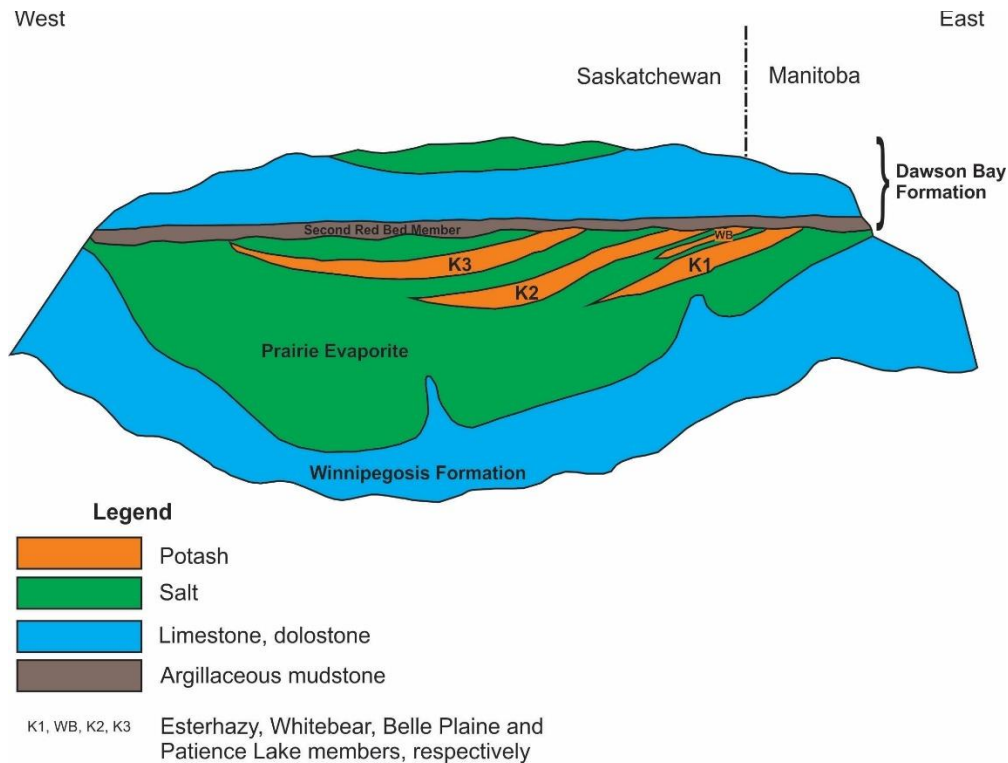 West
East
Saskatchewan
Manitoba
Dawson Bay
Formation
Second Red Bed Member
WB
K3
K1
K2
Prairie Evaporite
Winnipegosis Formation
Legend
Potash
Salt
Limestone, dolostone
Argillaceous mudstone
K1, WB, K2, K3
Esterhazy, Whitebear, Belle Plaine and
Patience Lake members, respectively